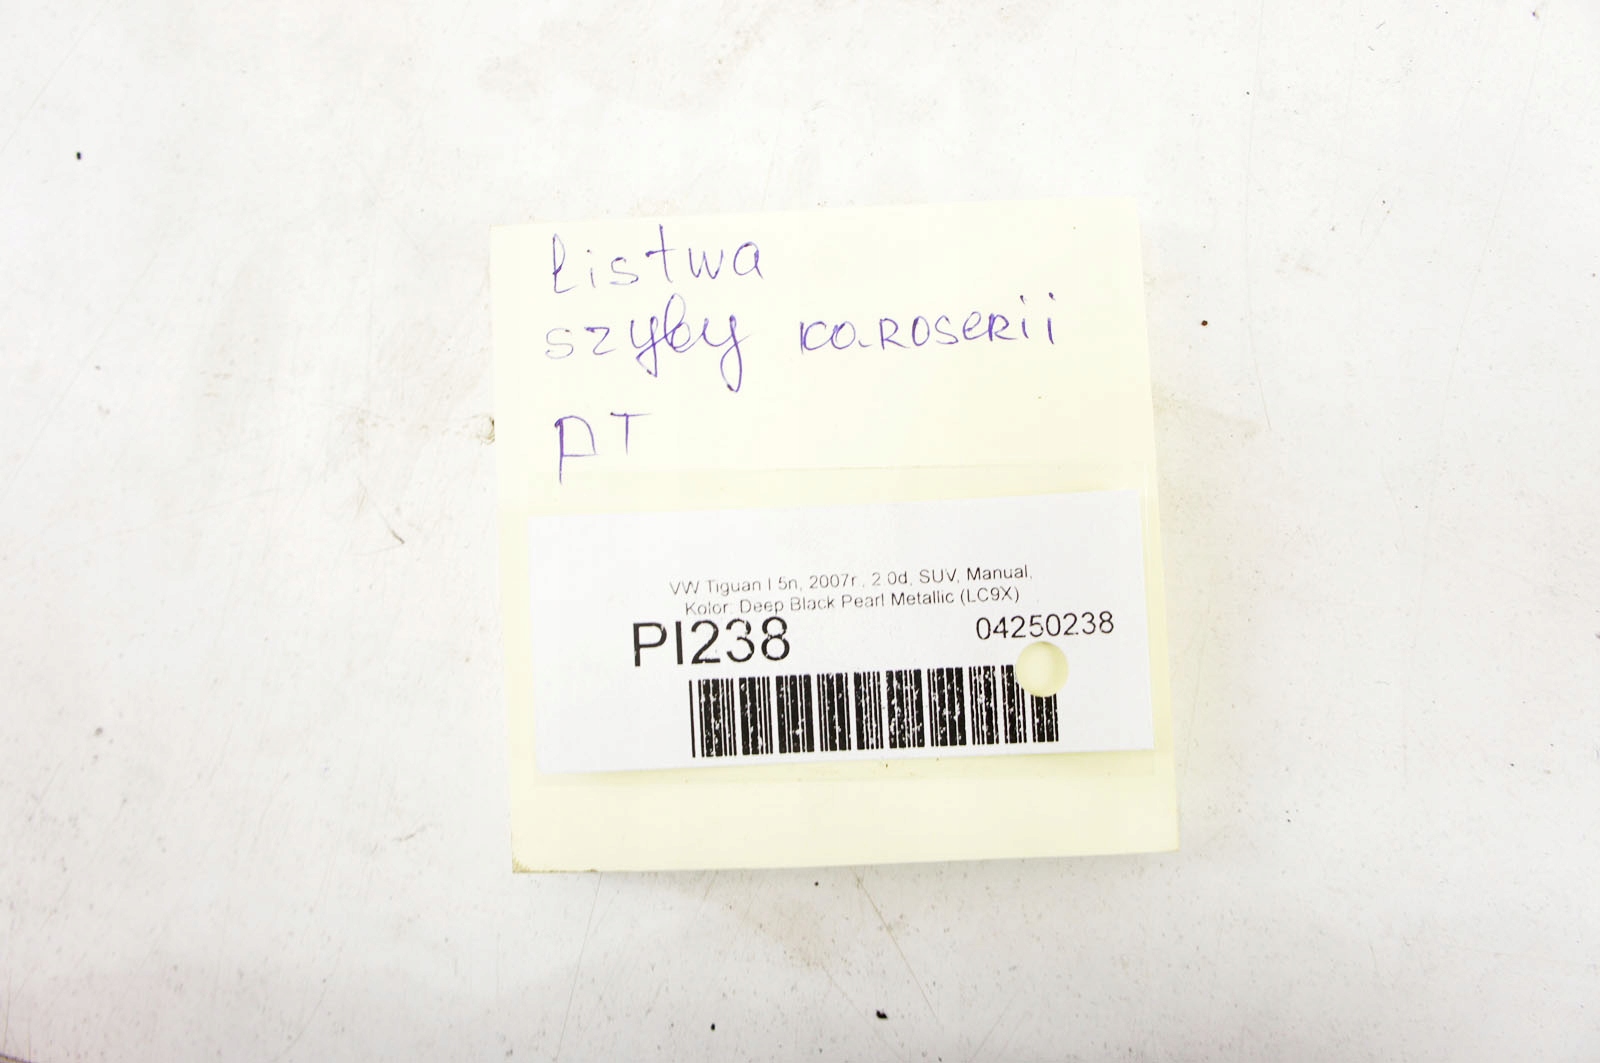 Listwa
szyby karoserii
PT
VW Tiguan I 5n, 2007r., 2.0d, SUV, Manual,
Kolor: Deep Black Pearl Metallic (LC9X)
PI238 04250238